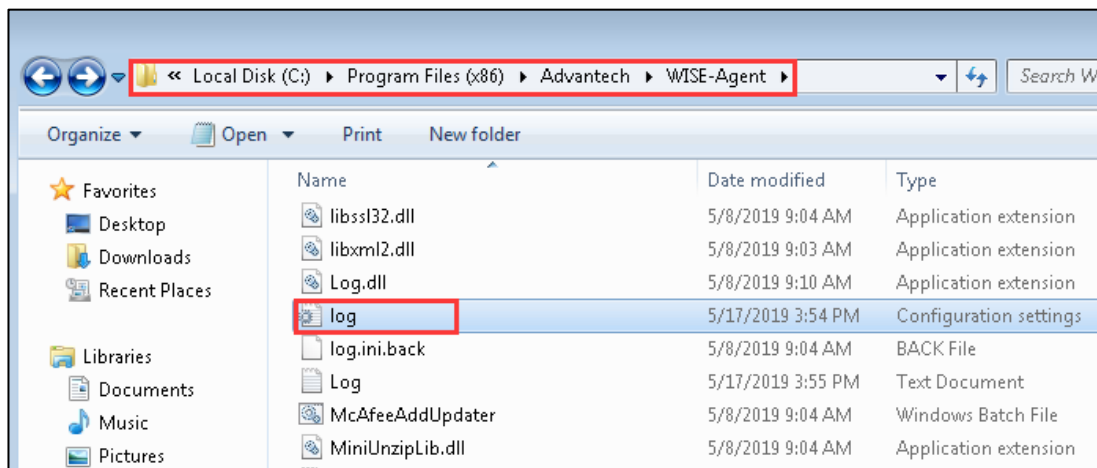 « Local Disk (C:) ▸ Program Files (x86) ▸ Advantech ▸ WISE-Agent ▸ Search W
Organize Open Print New folder
Name Date modified Type
Favorites
Desktop
Downloads
Recent Places
Libraries
Documents
Music
Pictures
libssl32.dll 5/8/2019 9:04 AM Application extension
libxml2.dll 5/8/2019 9:03 AM Application extension
Log.dll 5/8/2019 9:10 AM Application extension
log 5/17/2019 3:54 PM Configuration settings
log.ini.back 5/8/2019 9:04 AM BACK File
Log 5/17/2019 3:55 PM Text Document
McAfeeAddUpdater 5/8/2019 9:04 AM Windows Batch File
MiniUnzipLib.dll 5/8/2019 9:04 AM Application extension